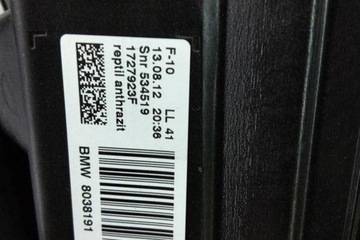 F-10 LL 41
13.08.12 20:36
Snr 534519
1727923F
reptil anthrazit
BMW 8038191